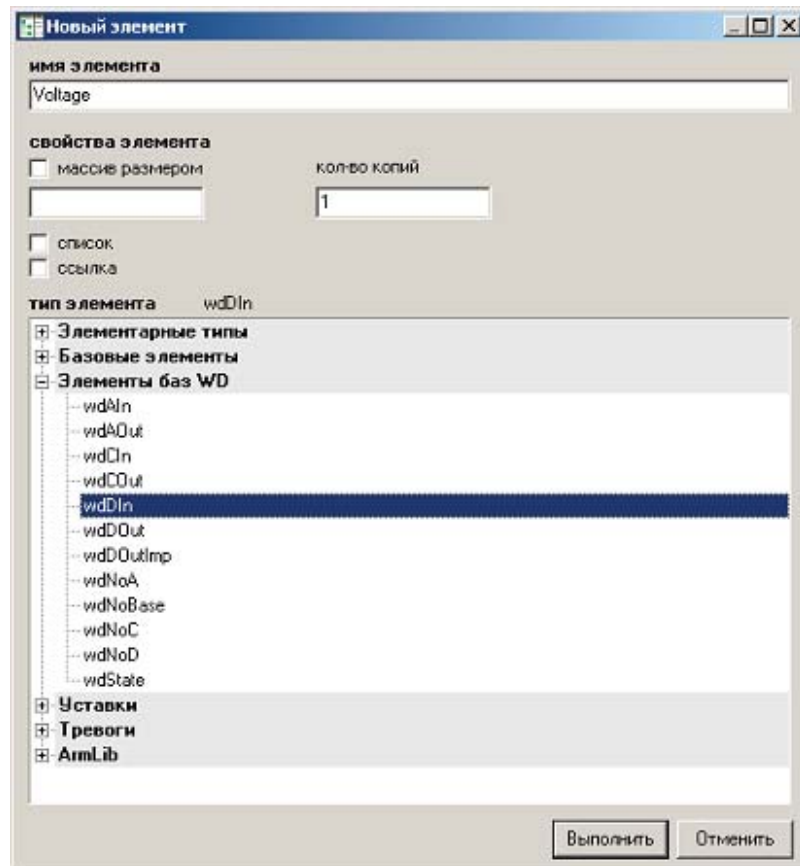 Новый элемент
имя элемента
Voltage
свойства элемента
массив размером кол-во копий
1
список
ссылка
тип элемента wdDIn
Элементарные типы
Базовые элементы
Элементы баз WD
wdAIn
wdAOut
wdCIn
wdCOut
wdDIn
wdDOut
wdDOutImp
wdNoA
wdNoBase
wdNoC
wdNoD
wdState
Уставки
Тревоги
ArmLib
Выполнить Отменить